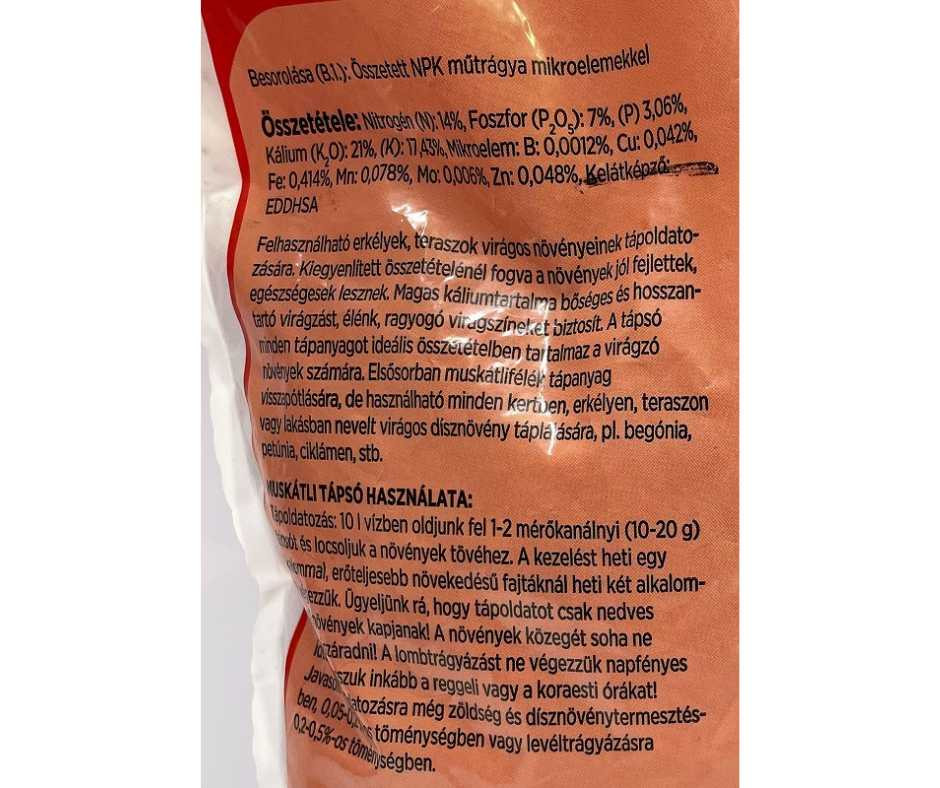 Besorolása (B.I.): Összetett NPK műtrágya mikroelemekkel
Összetétele: Nitrogén (N): 14%, Foszfor (P₂O₅): 7%, (P) 3,06%,
Kálium (K₂O): 21%, (K): 17,43%, Mikroelem: B: 0,0012%, Cu: 0,042%,
Fe: 0,414%, Mn: 0,078%, Mo: 0,006%, Zn: 0,048%, Kelátképző:
EDDHSA
Felhasználható erkélyek, teraszok virágos növényeinek tápoldato-
zására. Kiegyenlített összetételénél fogva a növények jól fejlettek,
egészségesek lesznek. Magas káliumtartalma bőséges és hosszan-
tartó virágzást, élénk, ragyogó virágszíneket biztosít. A tápsó
minden tápanyagot ideális összetételben tartalmaz a virágzó
növények számára. Elsősorban muskátlifélék tápanyag
visszapótlására, de használható minden kertben, erkélyen, teraszon
vagy lakásban nevelt virágos dísznövény táplálására, pl. begónia,
petúnia, ciklámen, stb.
MUSKÁTLI TÁPSÓ HASZNÁLATA:
Tápoldatozás: 10 l vízben oldjunk fel 1-2 mérőkanálnyi (10-20 g)
és locsoljuk a növények tövéhez. A kezelést heti egy
erőteljesebb növekedésű fajtáknál heti két alkalom-
Ügyeljünk rá, hogy tápoldatot csak nedves
növények kapjanak! A növények közegét soha ne
A lombtrágyázást ne végezzük napfényes
inkább a reggeli vagy a koraesti órákat!
ben, még zöldség és dísznövénytermesztés-
töménységben vagy levéltrágyázásra
0,2-0,5%-os töménységben.